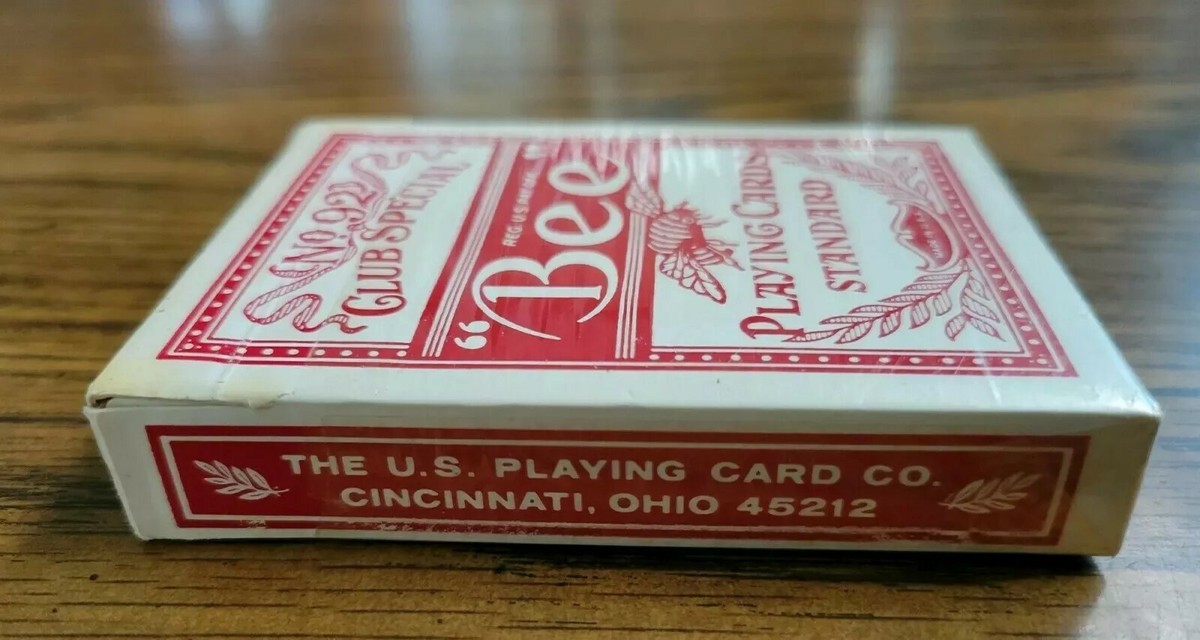 No. 92
CLUB SPECIAL
REG. U.S. PAT. OFF.
"Bee"
PLAYING CARDS
STANDARD
THE U.S. PLAYING CARD CO.
CINCINNATI, OHIO 45212